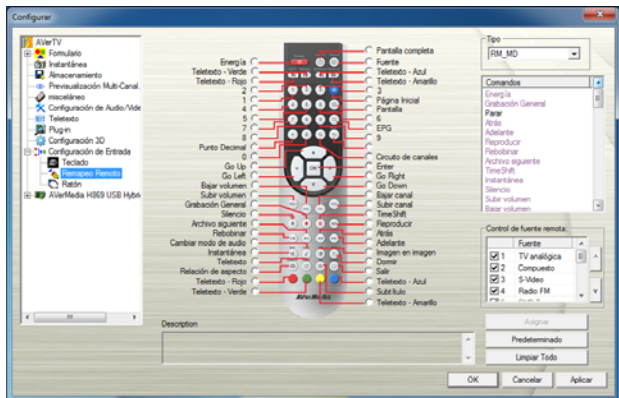 Configurar
AVerTV
Formulario
Instantánea
Almacenamiento
Previsualización Multi-Canal.
misceláneo
Configuración de Audio/Vide
Teletexto
Plug-in
Configuración 3D
Configuración de Entrada
Teclado
Remapeo Remoto
Ratón
AVerMedia H869 USB Hybri
Energía
Teletexto - Verde
Teletexto - Rojo
2
1
4
5
7
8
Punto Decimal
0
Go Up
Go Left
Bajar volumen
Subir volumen
Grabación General
Silencio
Archivo siguiente
Rebobinar
Cambiar modo de audio
Instantánea
Teletexto
Relación de aspecto
Teletexto - Rojo
Teletexto - Verde
OK
AVerMedia
Pantalla completa
Fuente
Teletexto - Azul
Teletexto - Amarillo
3
Página Inicial
Pantalla
6
EPG
9
Circuito de canales
Enter
Go Right
Go Down
Bajar canal
Subir canal
TimeShift
Reproducir
Atrás
Adelante
Imagen en imagen
Dormir
Salir
Teletexto - Azul
Subtítulo
Teletexto - Amarillo
Tipo
RM_MD
Comandos
Energía
Grabación General
Parar
Atrás
Adelante
Reproducir
Rebobinar
Archivo siguiente
TimeShift
Instantánea
Silencio
Subir volumen
Bajar volumen
Control de fuente remota
Fuente
1 TV analógica
2 Compuesto
3 S-Video
4 Radio FM
Description
Asignar
Predeterminado
Limpiar Todo
OK Cancelar Aplicar